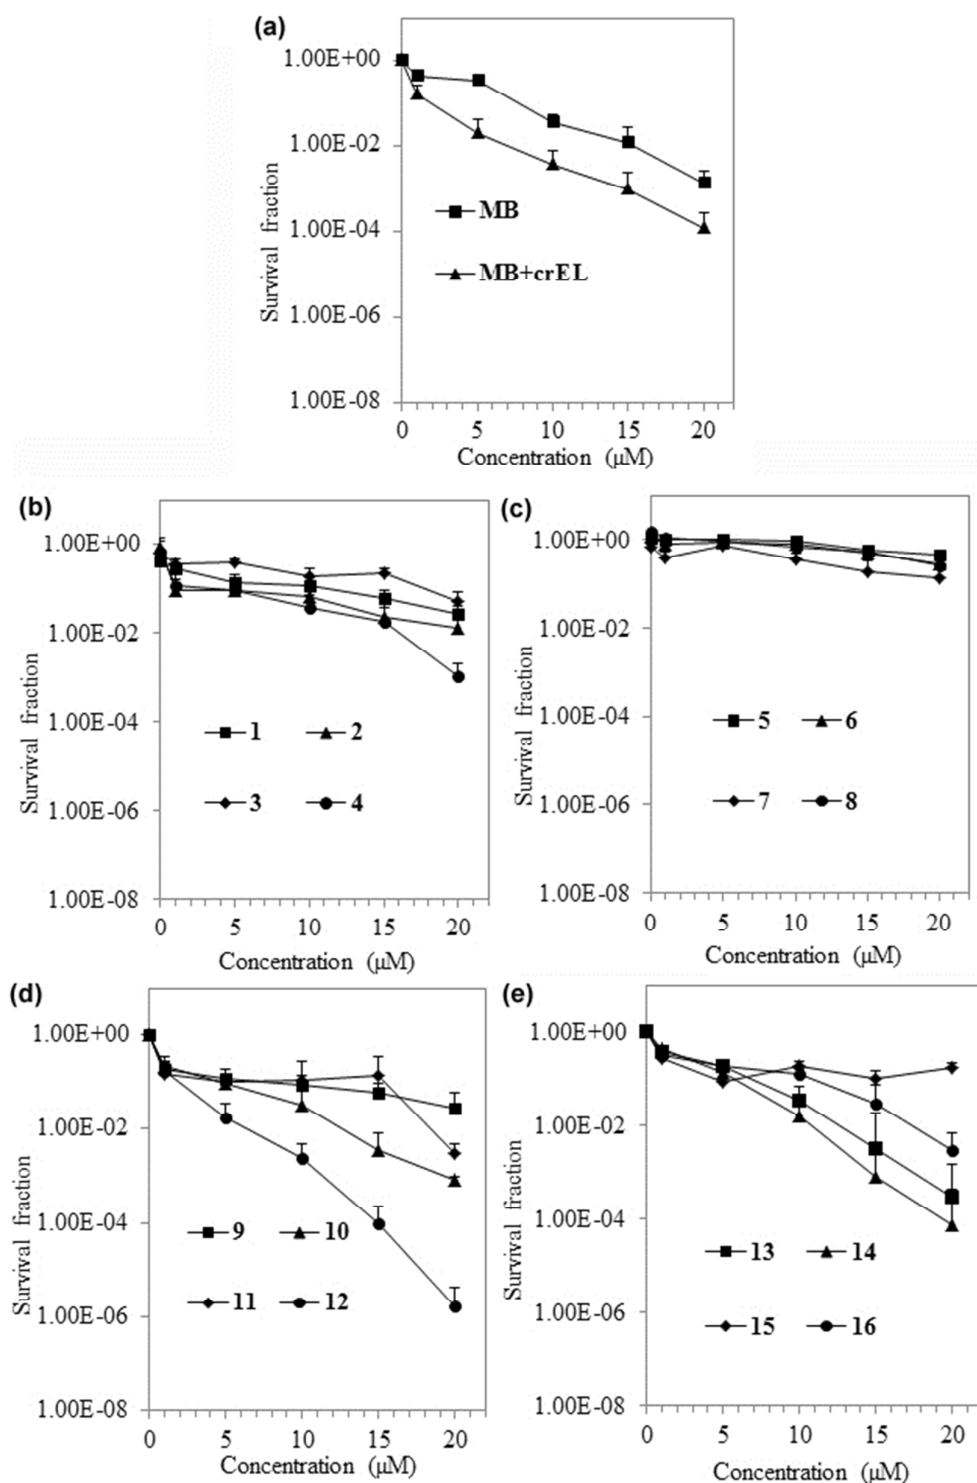 (a)
1.00E+00
1.00E-02
1.00E-04
1.00E-06
1.00E-08
Survival fraction
MB
MB+crEL
0 5 10 15 20
Concentration (μM)
(b)
1.00E+00
1.00E-02
1.00E-04
1.00E-06
1.00E-08
Survival fraction
1 2
3 4
0 5 10 15 20
Concentration (μM)
(c)
1.00E+00
1.00E-02
1.00E-04
1.00E-06
1.00E-08
Survival fraction
5 6
7 8
0 5 10 15 20
Concentration (μM)
(d)
1.00E+00
1.00E-02
1.00E-04
1.00E-06
1.00E-08
Survival fraction
9 10
11 12
0 5 10 15 20
Concentration (μM)
(e)
1.00E+00
1.00E-02
1.00E-04
1.00E-06
1.00E-08
Survival fraction
13 14
15 16
0 5 10 15 20
Concentration (μM)